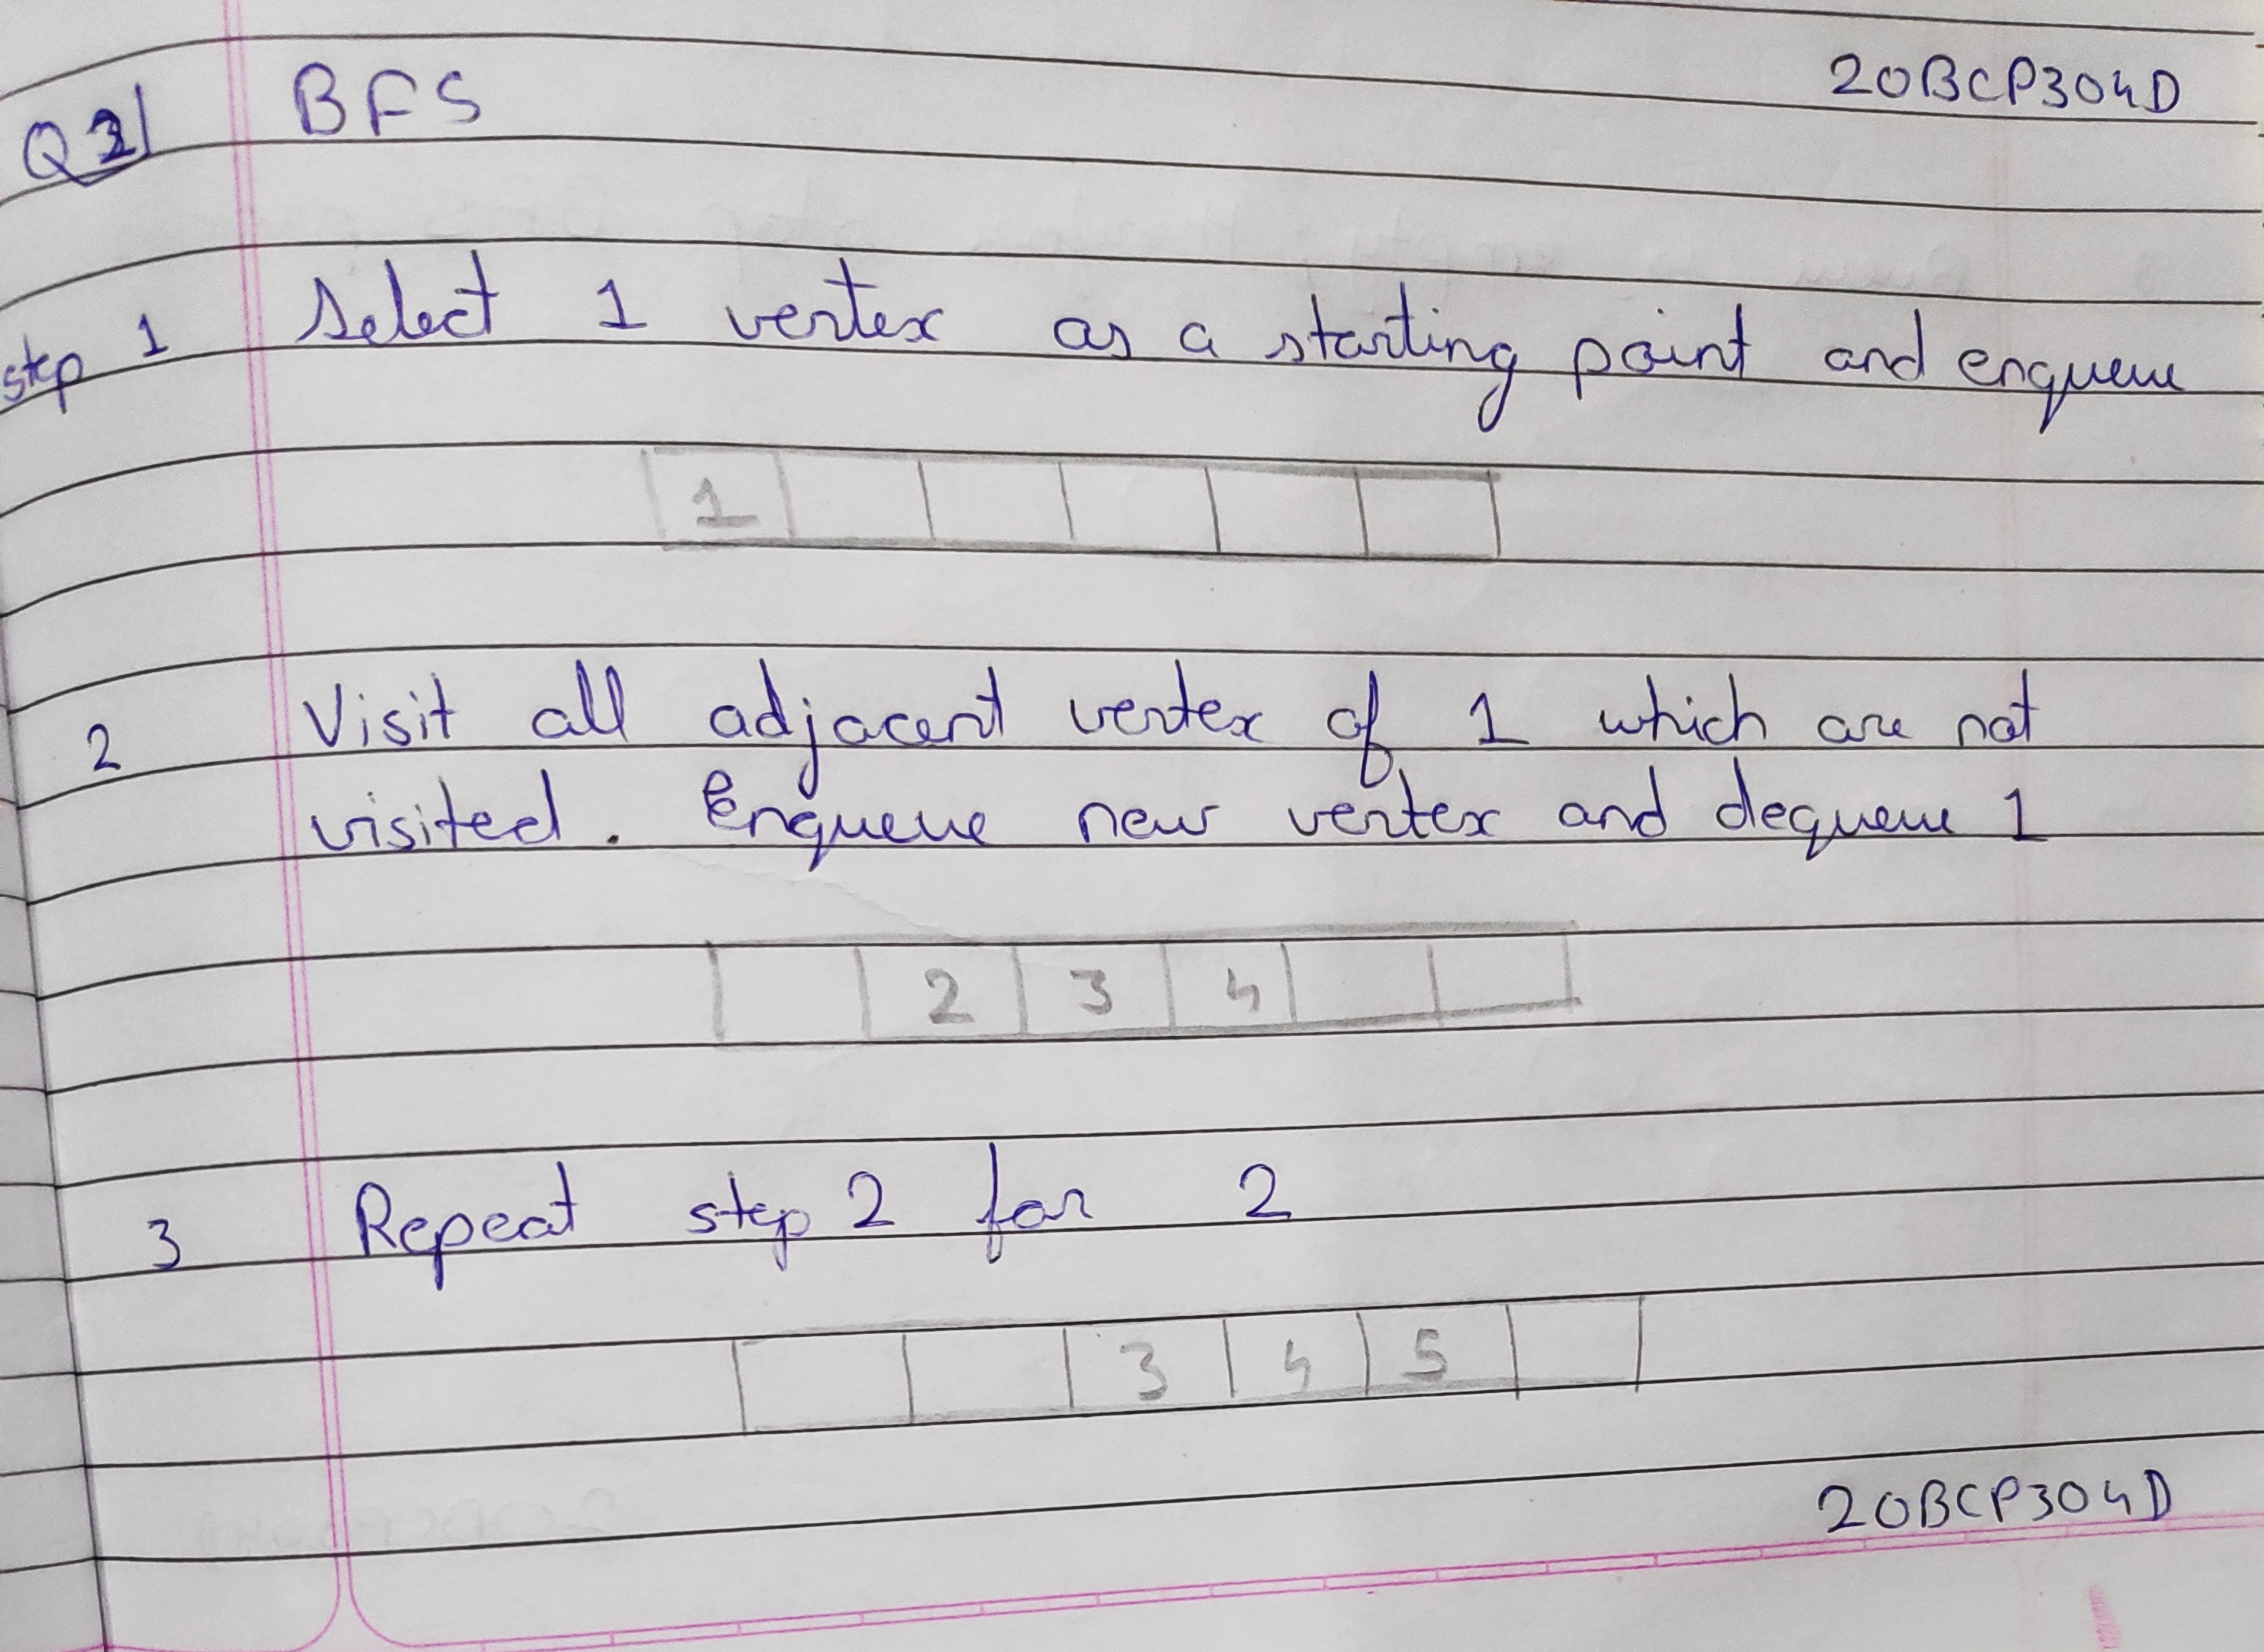 Q2 BFS 20BCP304D
step 1 Select 1 vertex as a starting point and enqueue
1
2 Visit all adjacent vertex of 1 which are not
visited. Enqueue new vertex and dequeue 1
2 3 4
3 Repeat step 2 for 2
3 4 5
20BCP304D